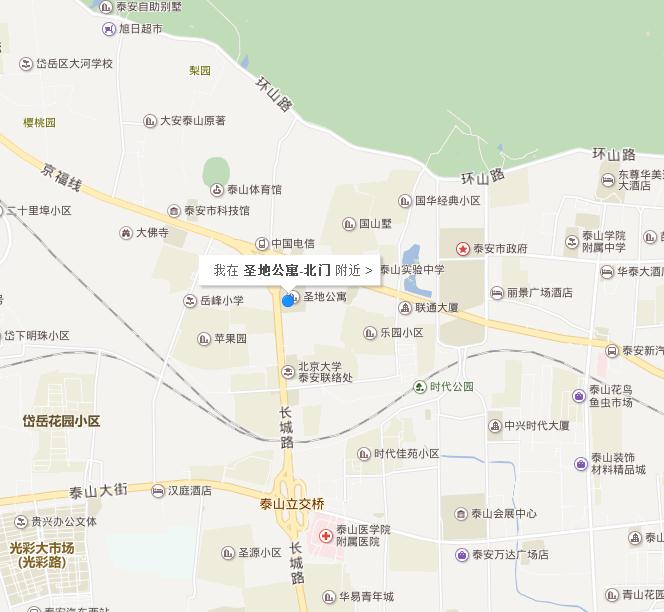 泰安自助别墅
旭日超市
岱岳区大河学校
梨园
环山路
樱桃园
大安泰山原著
环山路
京福线
环山路
东尊华美达
大酒店
泰山体育馆
国华经典小区
二十里埠小区
泰安市科技馆
国山墅
大佛寺
中国电信
泰安市政府
泰山学院
附属中学
我在 圣地公寓-北门 附近 >
泰山实验中学
华泰大酒店
岳峰小学
圣地公寓
联通大厦
丽景广场酒店
岱下明珠小区
苹果园
乐园小区
泰安新汽
北京大学
泰安联络处
时代公园
泰山花鸟
鱼虫市场
岱岳花园小区
长城路
中兴时代大厦
时代佳苑小区
泰山装饰
材料精品城
泰山大街
汉庭酒店
泰山立交桥
贵兴办公文体
泰山会展中心
泰山医学院
附属医院
泰山
光彩大市场
(光彩路)
长城路
圣源小区
泰安万达广场店
华易青年城
青山花园
泰安汽车西站